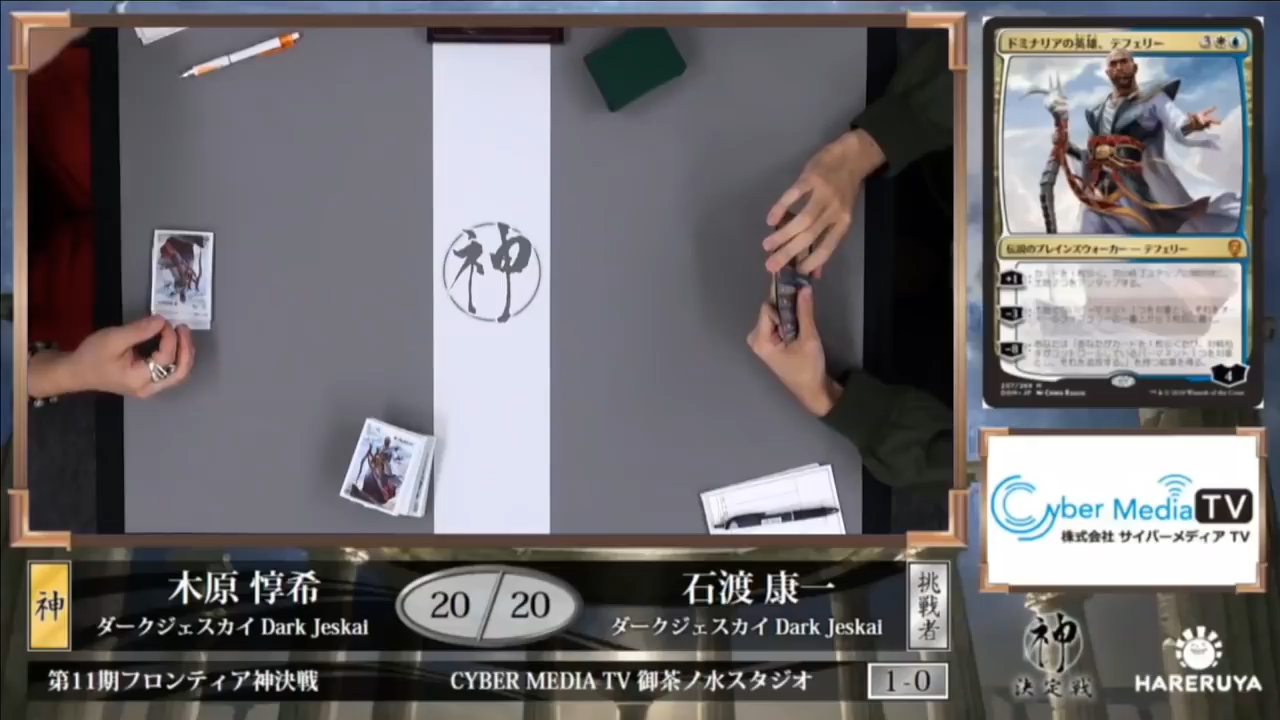 ドミナリアの英雄、テフェリー 3
伝説のプレインズウォーカー ― テフェリー
+1
-3
-8
4
神
Cyber Media TV
株式会社 サイバーメディア TV
神
木原 惇希
20/20
石渡 康一
挑戦者
ダークジェスカイ Dark Jeskai
ダークジェスカイ Dark Jeskai
第11期フロンティア神決戦
CYBER MEDIA TV 御茶ノ水スタジオ
1-0
神
決定戦
HARERUYA